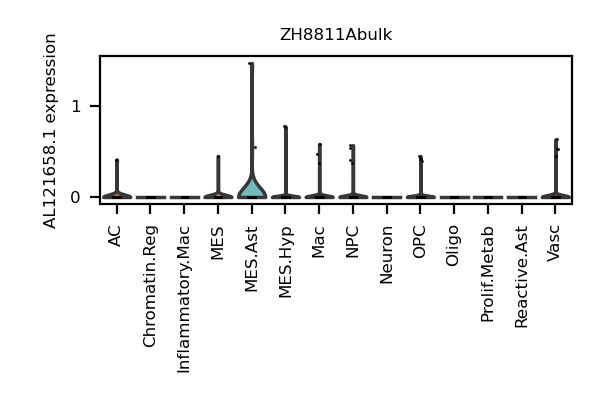 ZH8811Abulk
AL121658.1 expression
1
0
AC
Chromatin.Reg
Inflammatory.Mac
MES
MES.Ast
MES.Hyp
Mac
NPC
Neuron
OPC
Oligo
Prolif.Metab
Reactive.Ast
Vasc